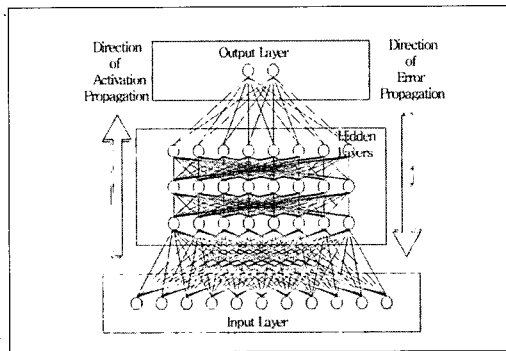 Direction
of
Activation
Propagation
Output Layer
Direction
of
Error
Propagation
Hidden
Layers
Input Layer